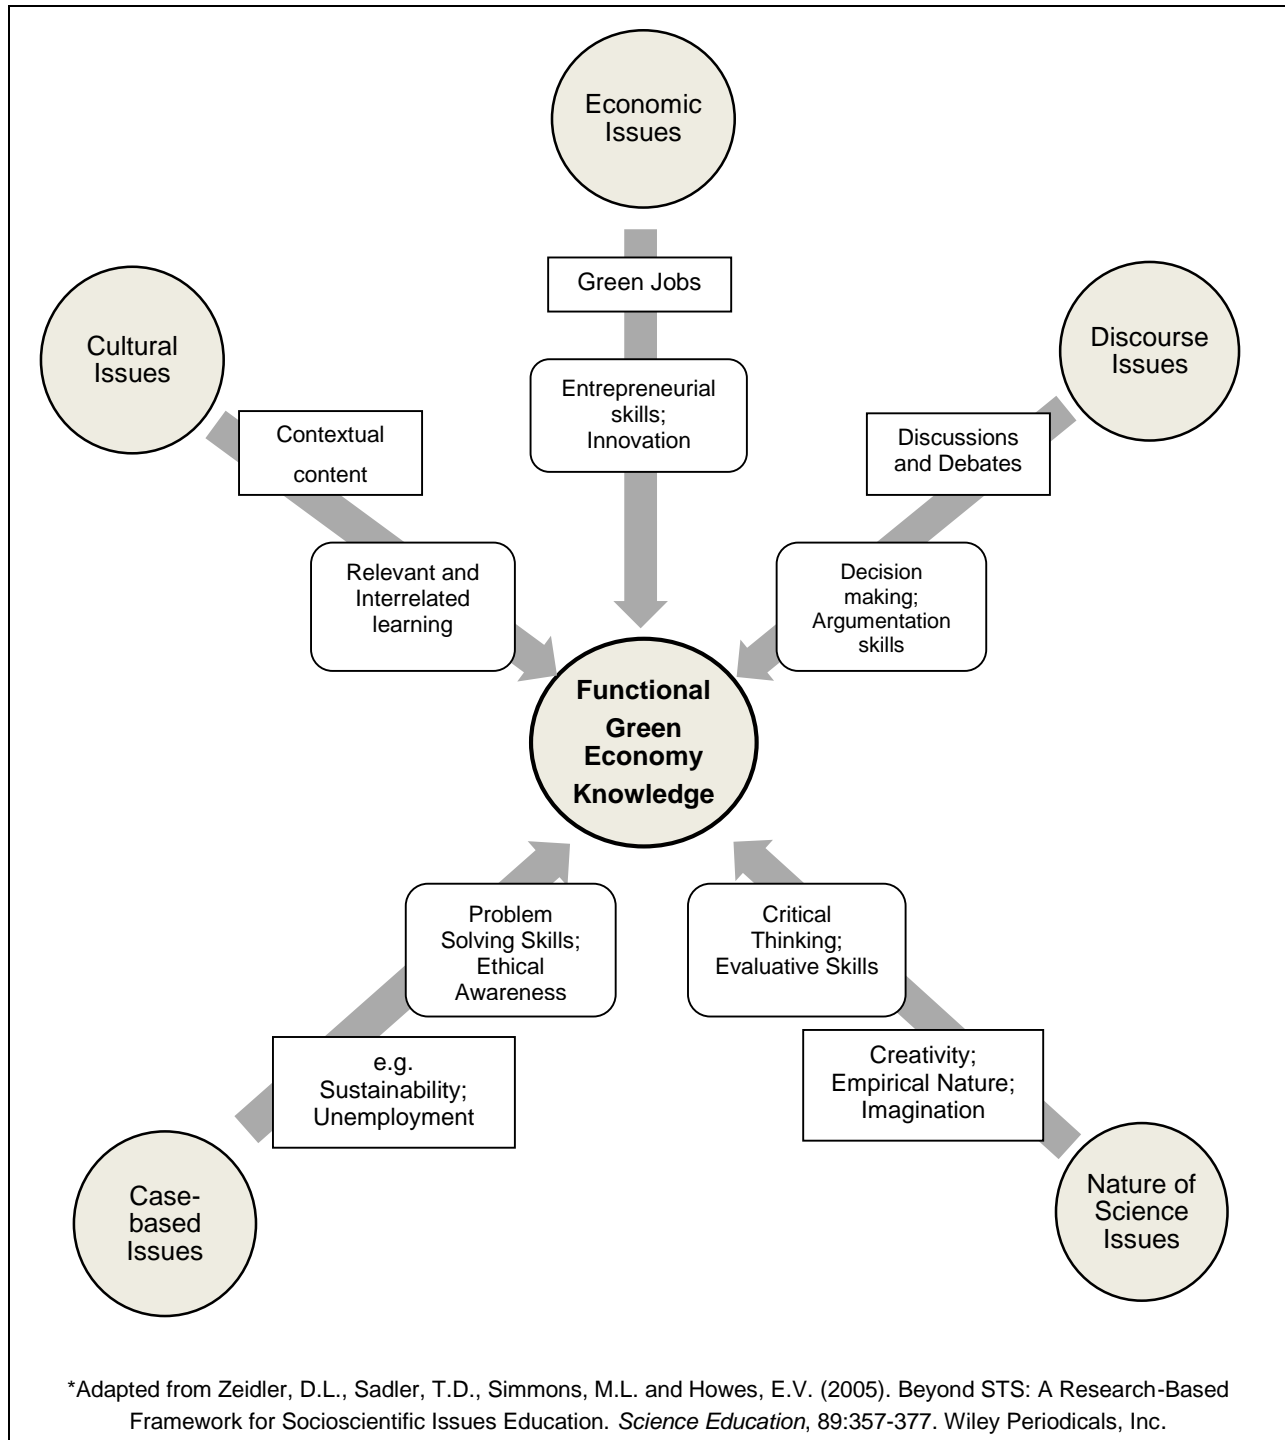 Economic
Issues
Green Jobs
Entrepreneurial
skills;
Innovation
Cultural
Issues
Contextual
content
Relevant and
Interrelated
learning
Discourse
Issues
Discussions
and Debates
Decision
making;
Argumentation
skills
Functional
Green
Economy
Knowledge
Problem
Solving Skills;
Ethical
Awareness
e.g.
Sustainability;
Unemployment
Case-
based
Issues
Critical
Thinking;
Evaluative Skills
Creativity;
Empirical Nature;
Imagination
Nature of
Science
Issues
*Adapted from Zeidler, D.L., Sadler, T.D., Simmons, M.L. and Howes, E.V. (2005). Beyond STS: A Research-Based
Framework for Socioscientific Issues Education. Science Education, 89:357-377. Wiley Periodicals, Inc.